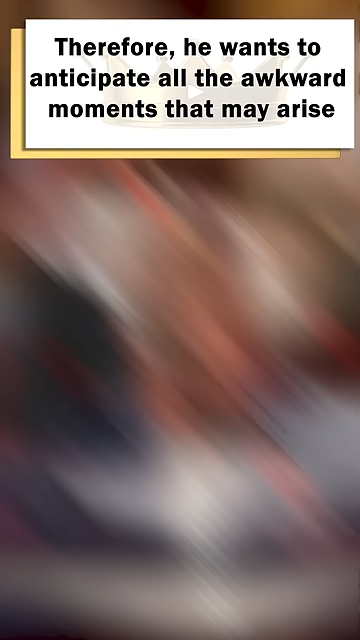 Therefore, he wants to
anticipate all the awkward
moments that may arise